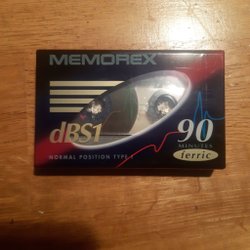 MEMOREX
dBS1
90
MINUTES
NORMAL POSITION TYPE I
ferric